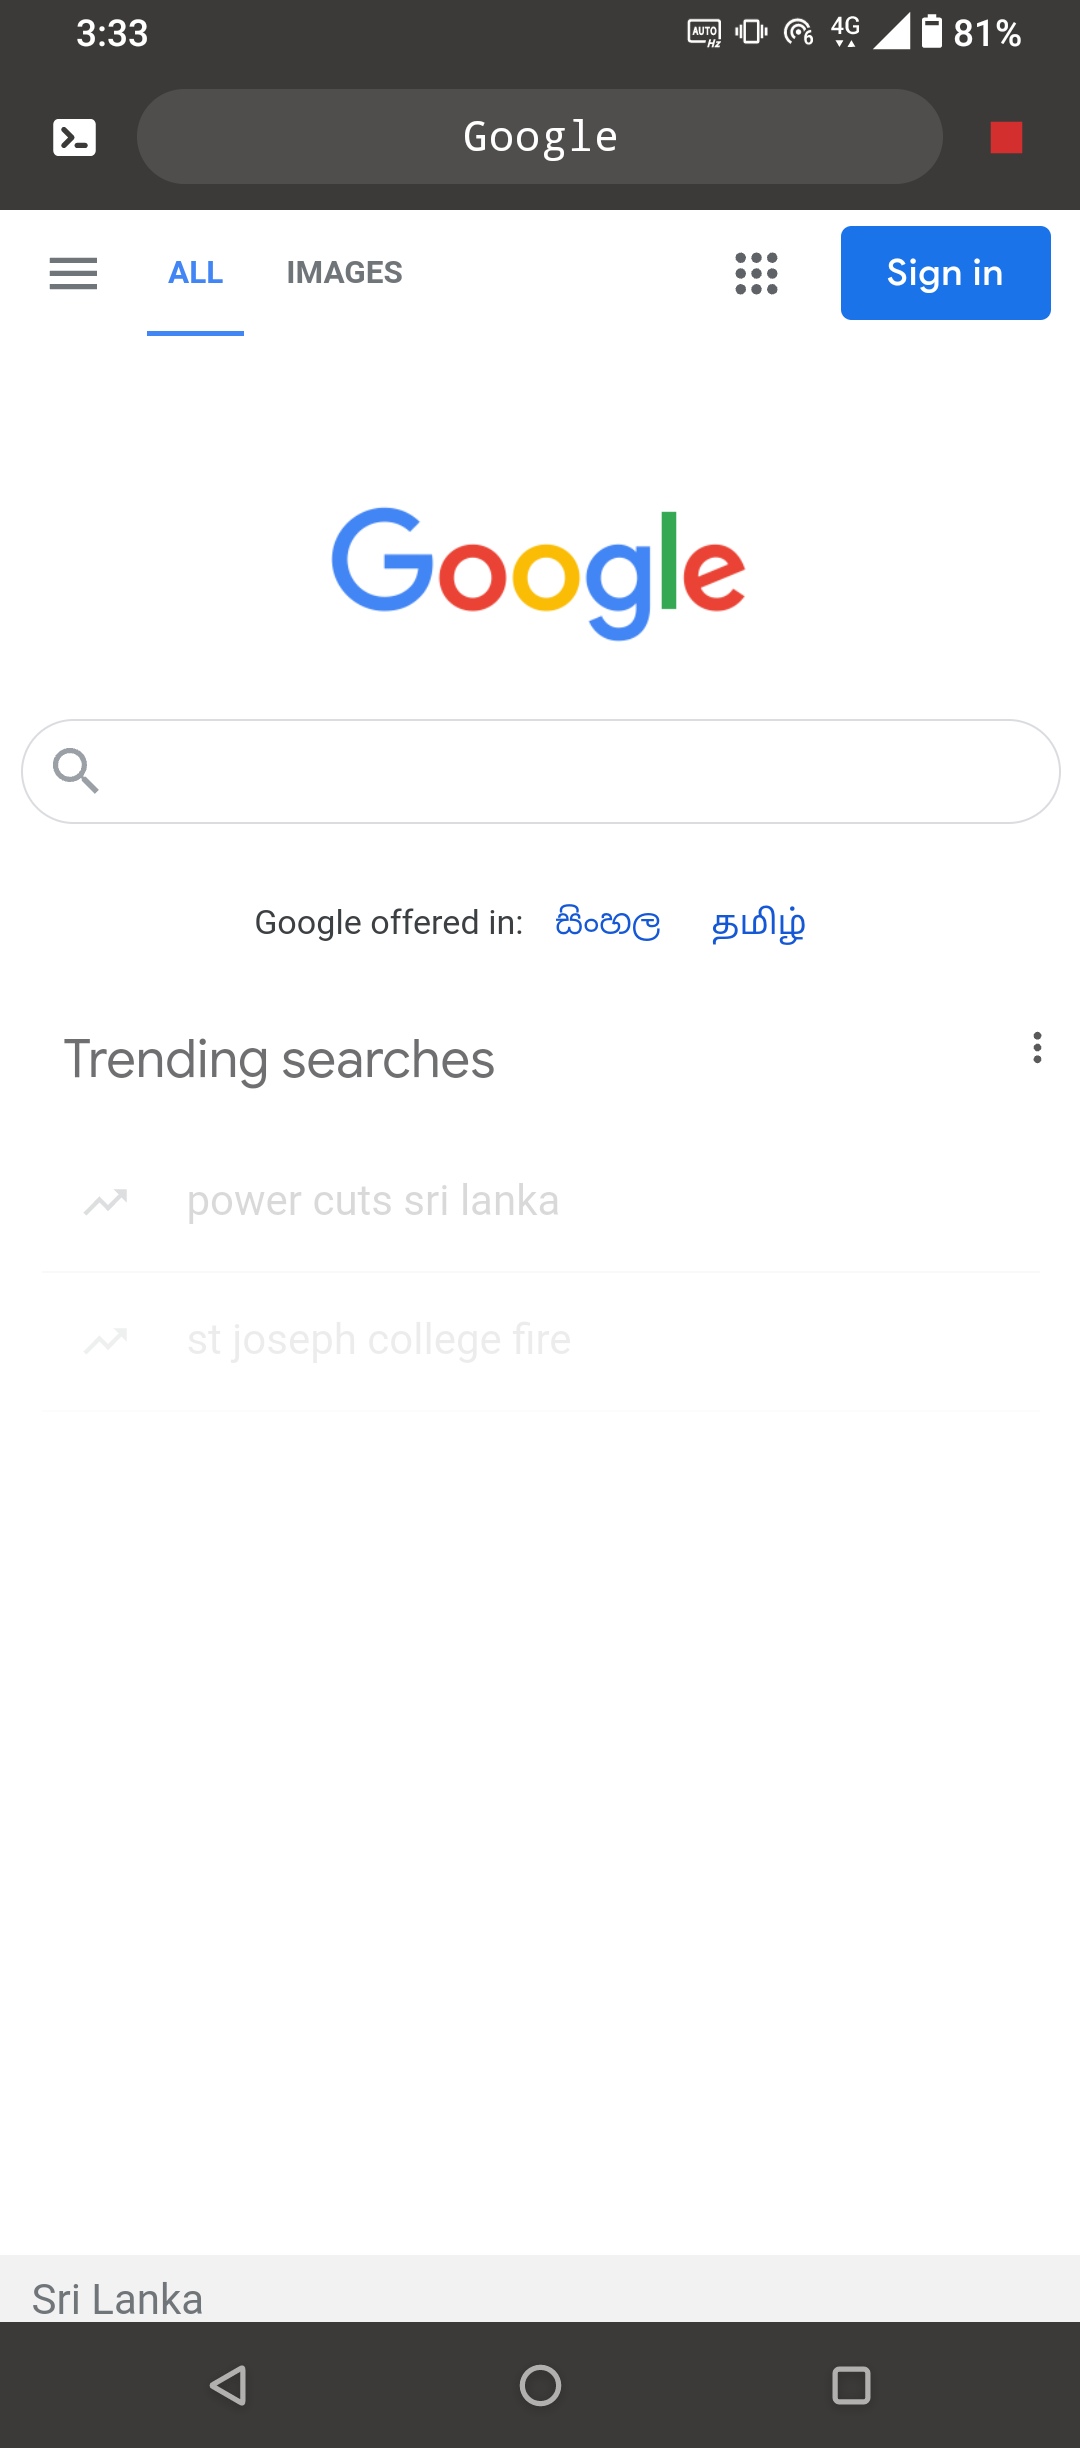 3:33 AUTO Hz 6 4G 81%
Google
ALL IMAGES Sign in
Google
Google offered in: සිංහල தமிழ்
Trending searches
power cuts sri lanka
st joseph college fire
Sri Lanka